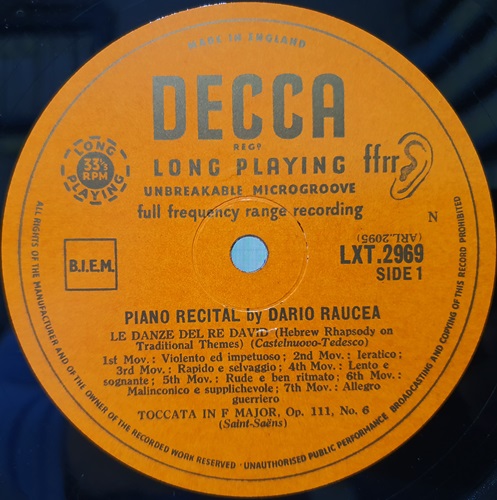 MADE IN ENGLAND
DECCA
REGD
LONG PLAYING
UNBREAKABLE MICROGROOVE
full frequency range recording
ffrr
LONG
33⅓
RPM
PLAYING
N
(ARL.2095)
B.I.E.M.
LXT.2969
SIDE 1
PIANO RECITAL by DARIO RAUCEA
LE DANZE DEL RE DAVID (Hebrew Rhapsody on
Traditional Themes) (Castelnuovo-Tedesco)
1st Mov.: Violento ed impetuoso; 2nd Mov.: Ieratico;
3rd Mov.: Rapido e selvaggio; 4th Mov.: Lento e
sognante; 5th Mov.: Rude e ben ritmato; 6th Mov.:
Malinconico e supplichevole; 7th Mov.: Allegro
guerriero
TOCCATA IN F MAJOR, Op. 111, No. 6
(Saint-Saëns)
ALL RIGHTS OF THE MANUFACTURER AND OF THE OWNER OF THE RECORDED WORK RESERVED · UNAUTHORISED PUBLIC PERFORMANCE BROADCASTING AND COPYING OF THIS RECORD PROHIBITED